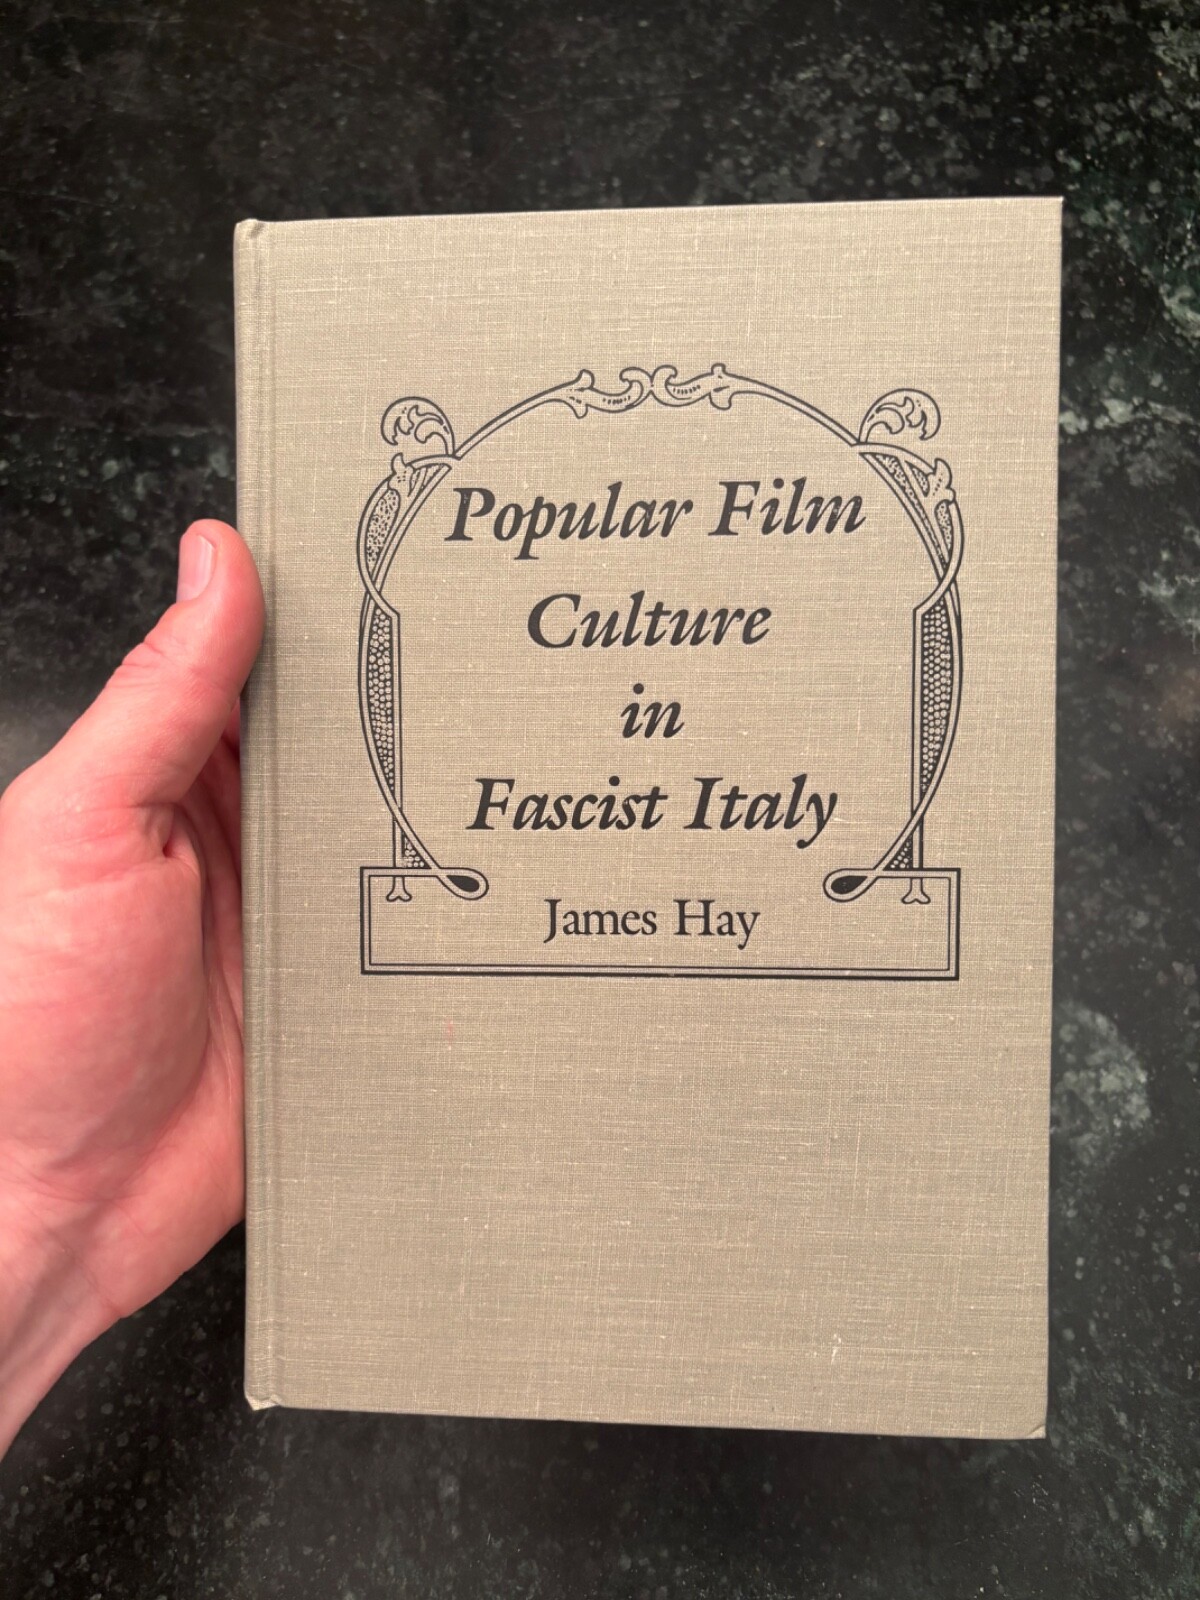 Popular Film
Culture
in
Fascist Italy
James Hay